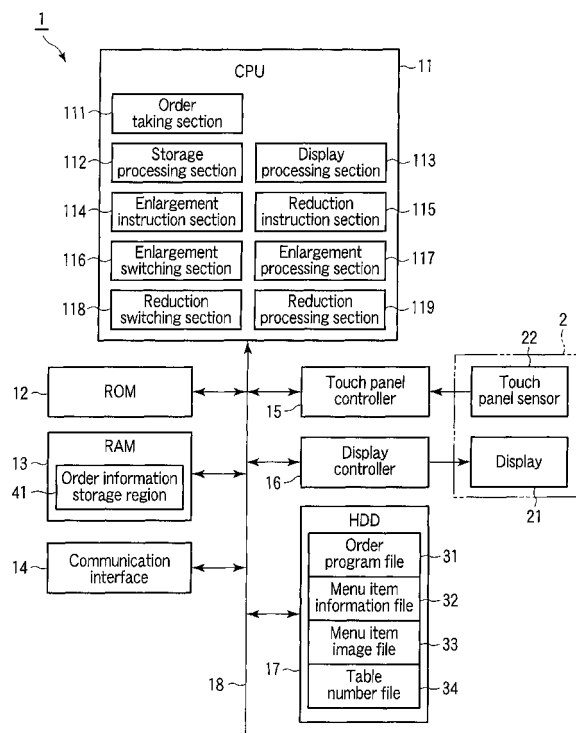 1
CPU
11
111
Order
taking section
112
Storage
processing section
Display
processing section
113
114
Enlargement
instruction section
Reduction
instruction section
115
116
Enlargement
switching section
Enlargement
processing section
117
118
Reduction
switching section
Reduction
processing section
119
2
22
12
ROM
15
Touch panel
controller
Touch
panel sensor
13
RAM
41
Order information
storage region
16
Display
controller
Display
21
14
Communication
interface
HDD
17
Order
program file
31
Menu item
information file
32
Menu item
image file
33
Table
number file
34
18